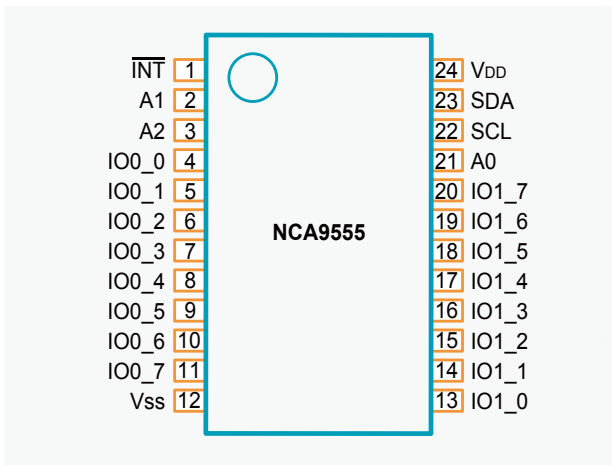 INT 1 24 VDD
A1 2 23 SDA
A2 3 22 SCL
IO0_0 4 21 A0
IO0_1 5 20 IO1_7
IO0_2 6 19 IO1_6
NCA9555
IO0_3 7 18 IO1_5
IO0_4 8 17 IO1_4
IO0_5 9 16 IO1_3
IO0_6 10 15 IO1_2
IO0_7 11 14 IO1_1
Vss 12 13 IO1_0